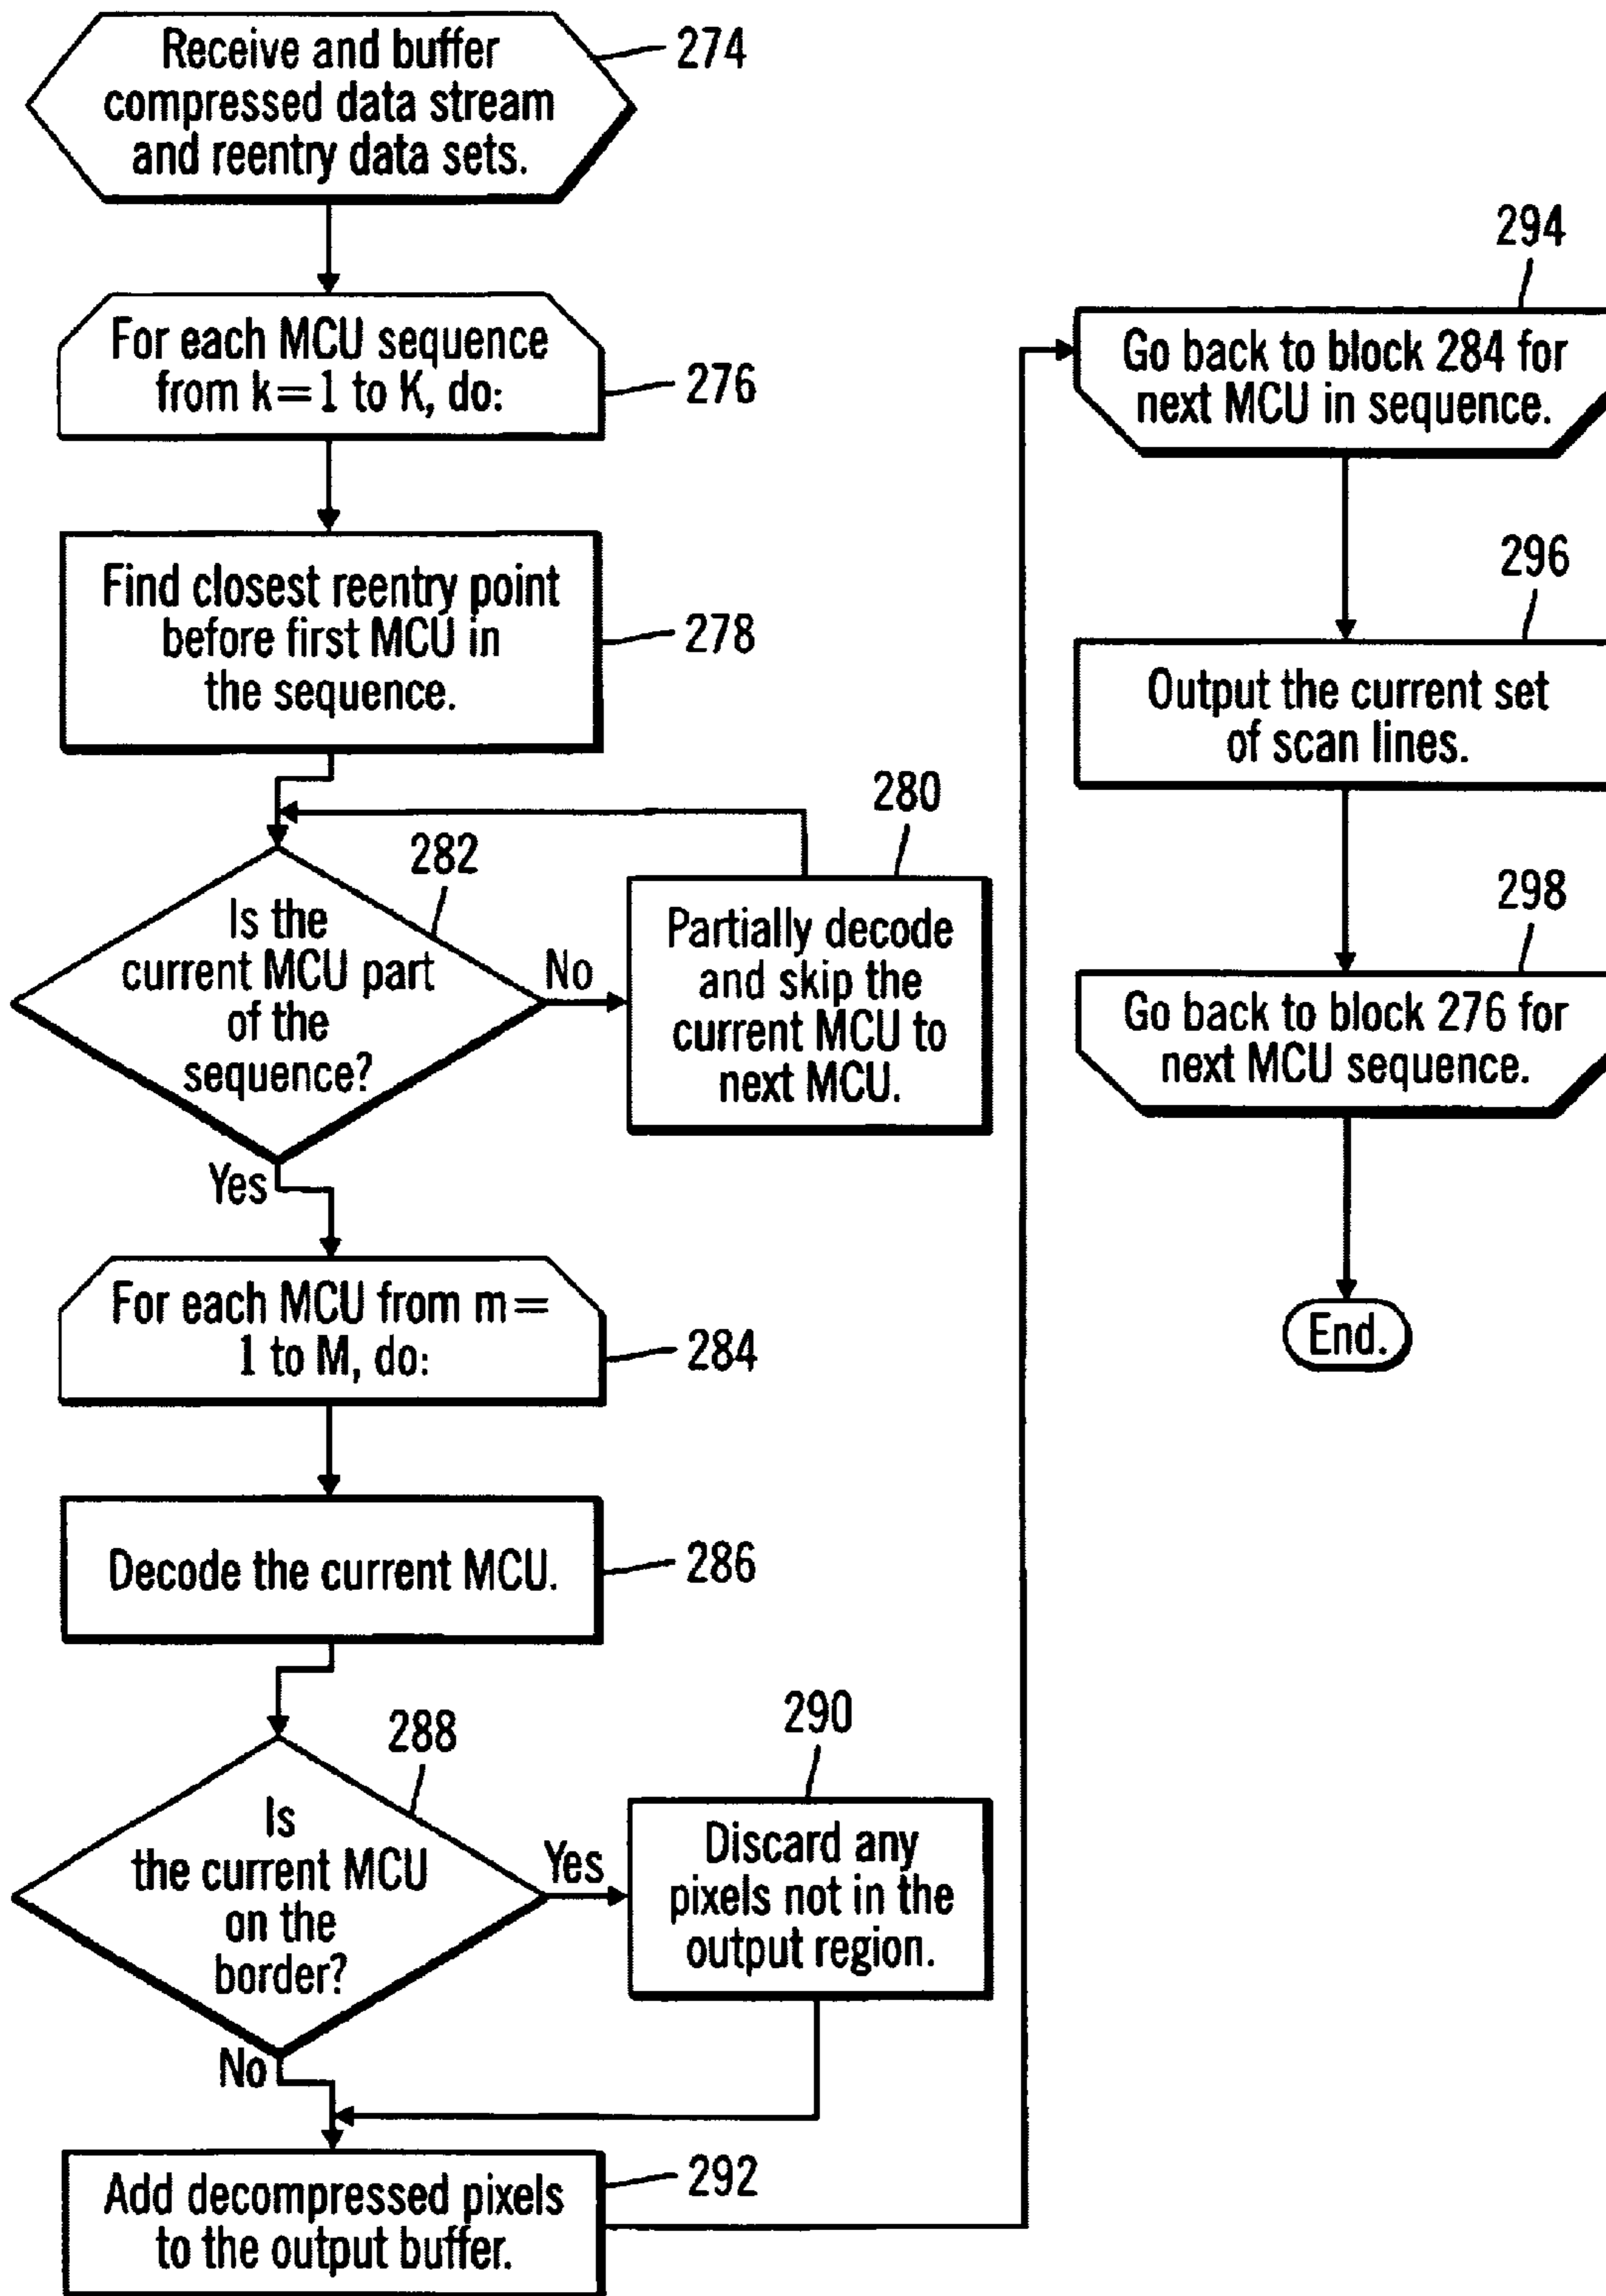 Receive and buffer
compressed data stream
and reentry data sets.
274
For each MCU sequence
from k=1 to K, do:
276
Find closest reentry point
before first MCU in
the sequence.
278
280
282
Is the
current MCU part
of the
sequence?
No
Partially decode
and skip the
current MCU to
next MCU.
Yes
For each MCU from m=
1 to M, do:
284
Decode the current MCU.
286
288
290
Is
the current MCU
on the
border?
Yes
Discard any
pixels not in the
output region.
No
Add decompressed pixels
to the output buffer.
292
294
Go back to block 284 for
next MCU in sequence.
296
Output the current set
of scan lines.
298
Go back to block 276 for
next MCU sequence.
End.